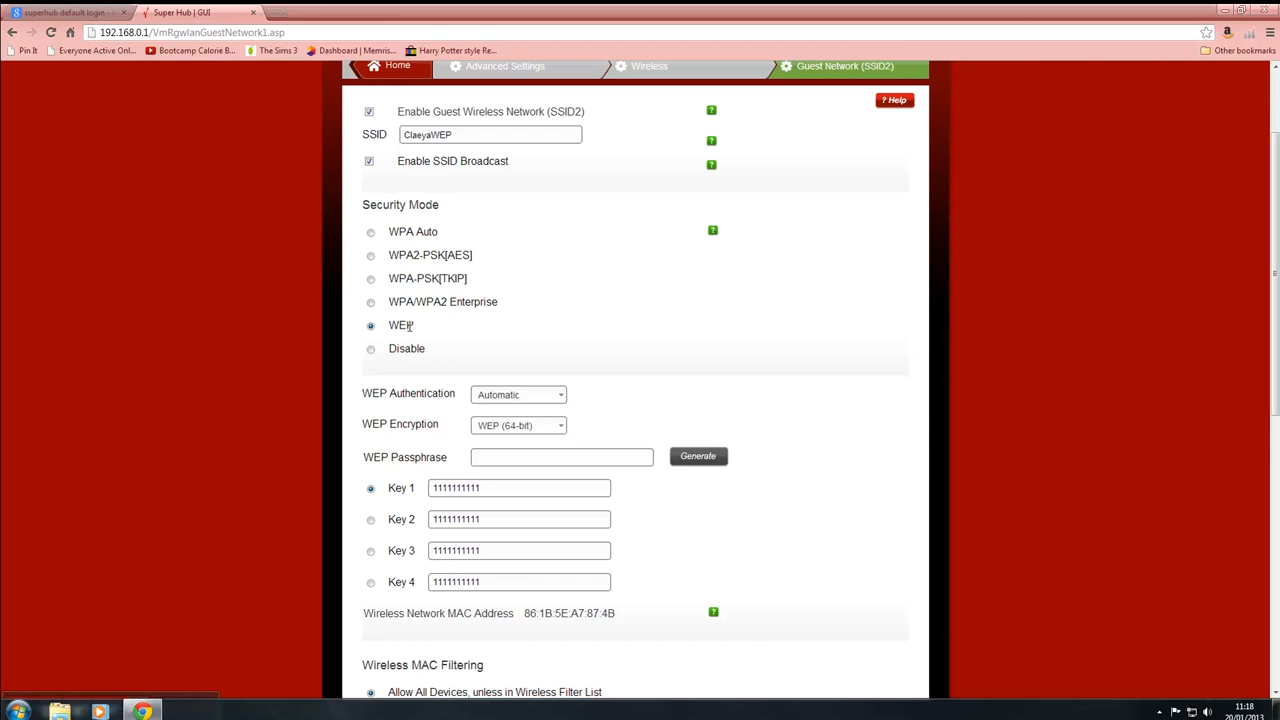 superhub default login -
Super Hub | GUI
192.168.0.1/VmRgwlanGuestNetwork1.asp
Pin It
Everyone Active Onl...
Bootcamp Calorie B...
The Sims 3
Dashboard | Memris...
Harry Potter style Re...
Other bookmarks
Home
Advanced Settings
Wireless
Guest Network (SSID2)
? Help
Enable Guest Wireless Network (SSID2)
?
SSID ClaeyaWEP
?
Enable SSID Broadcast
?
Security Mode
WPA Auto
?
WPA2-PSK[AES]
WPA-PSK[TKIP]
WPA/WPA2 Enterprise
WEP
Disable
WEP Authentication Automatic
WEP Encryption WEP (64-bit)
WEP Passphrase Generate
Key 1 1111111111
Key 2 1111111111
Key 3 1111111111
Key 4 1111111111
Wireless Network MAC Address 86:1B:5E:A7:87:4B
?
Wireless MAC Filtering
Allow All Devices, unless in Wireless Filter List
11:18
20/01/2013